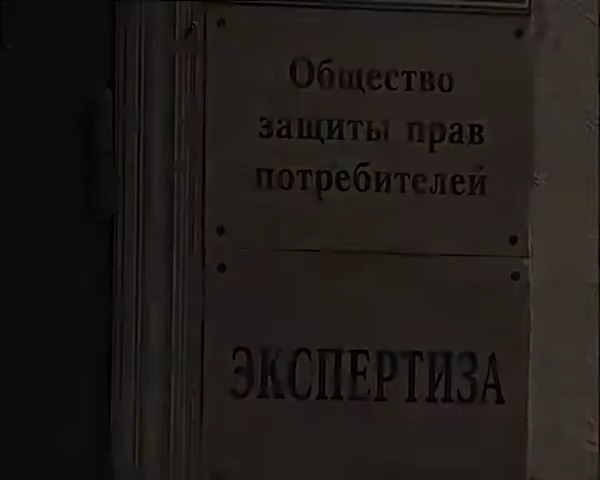 Общество
защиты прав
потребителей
ЭКСПЕРТИЗА